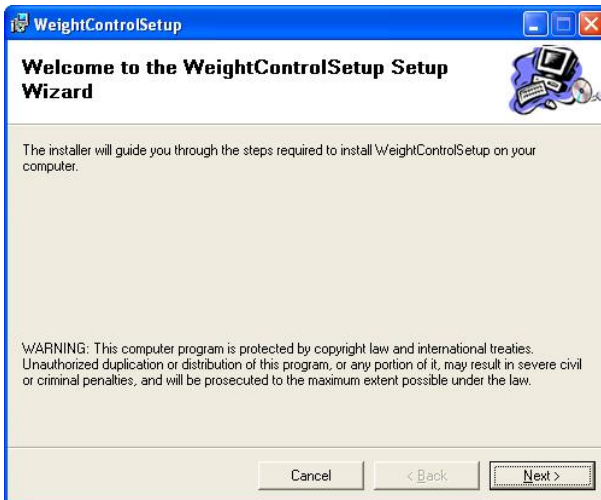 WeightControlSetup
Welcome to the WeightControlSetup Setup
Wizard
The installer will guide you through the steps required to install WeightControlSetup on your
computer.
WARNING: This computer program is protected by copyright law and international treaties.
Unauthorized duplication or distribution of this program, or any portion of it, may result in severe civil
or criminal penalties, and will be prosecuted to the maximum extent possible under the law.
Cancel
< Back
Next >